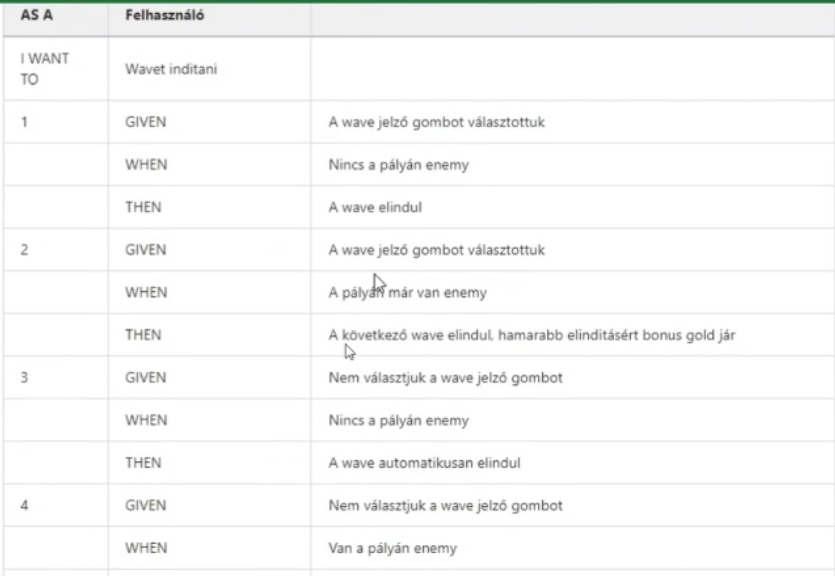 AS A Felhasználó
I WANT
TO
Wavet inditani
1 GIVEN A wave jelző gombot választottuk
WHEN Nincs a pályán enemy
THEN A wave elindul
2 GIVEN A wave jelző gombot választottuk
WHEN A pályán már van enemy
THEN A következő wave elindul, hamarabb elinditásért bonus gold jár
3 GIVEN Nem választjuk a wave jelző gombot
WHEN Nincs a pályán enemy
THEN A wave automatikusan elindul
4 GIVEN Nem választjuk a wave jelző gombot
WHEN Van a pályán enemy